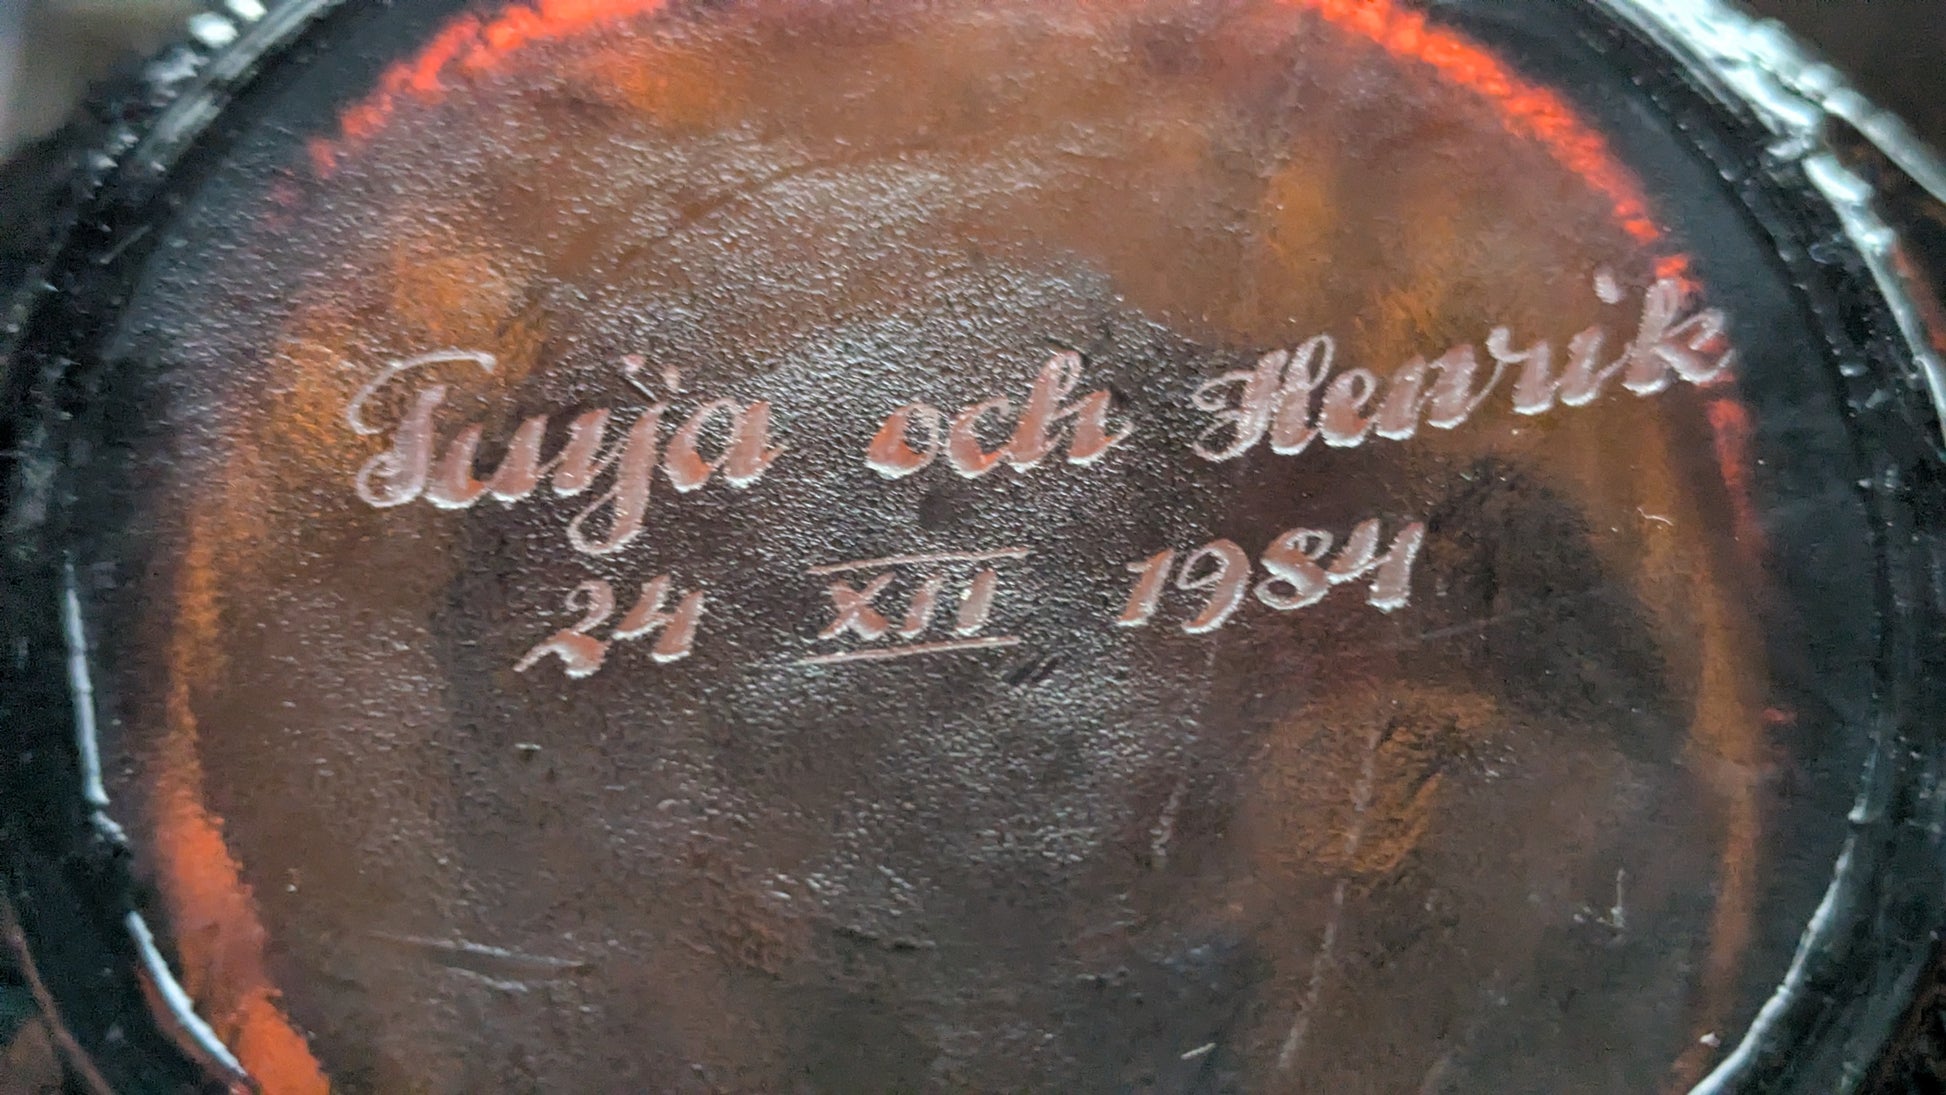 Tuija och Henrik
24 XII 1984